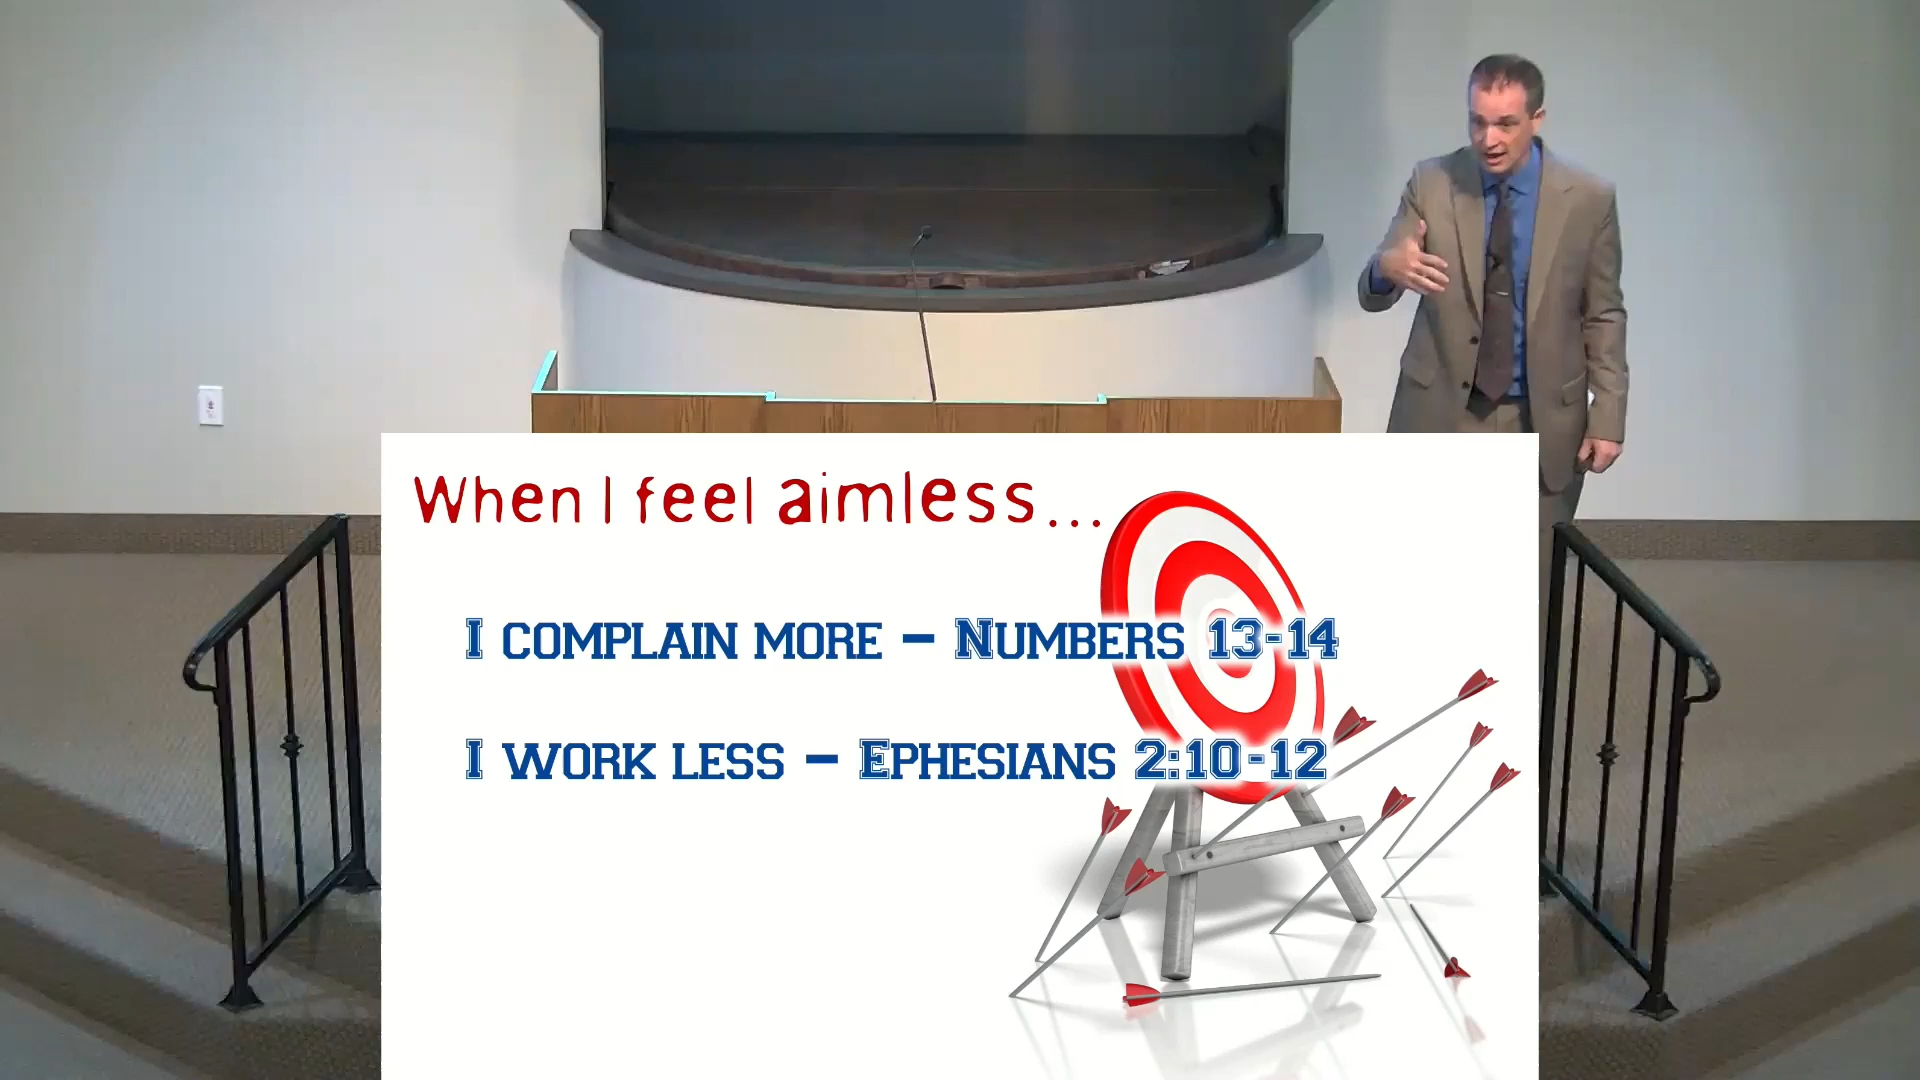 When I feel aimless...
I complain more – Numbers 13-14
I work less – Ephesians 2:10-12